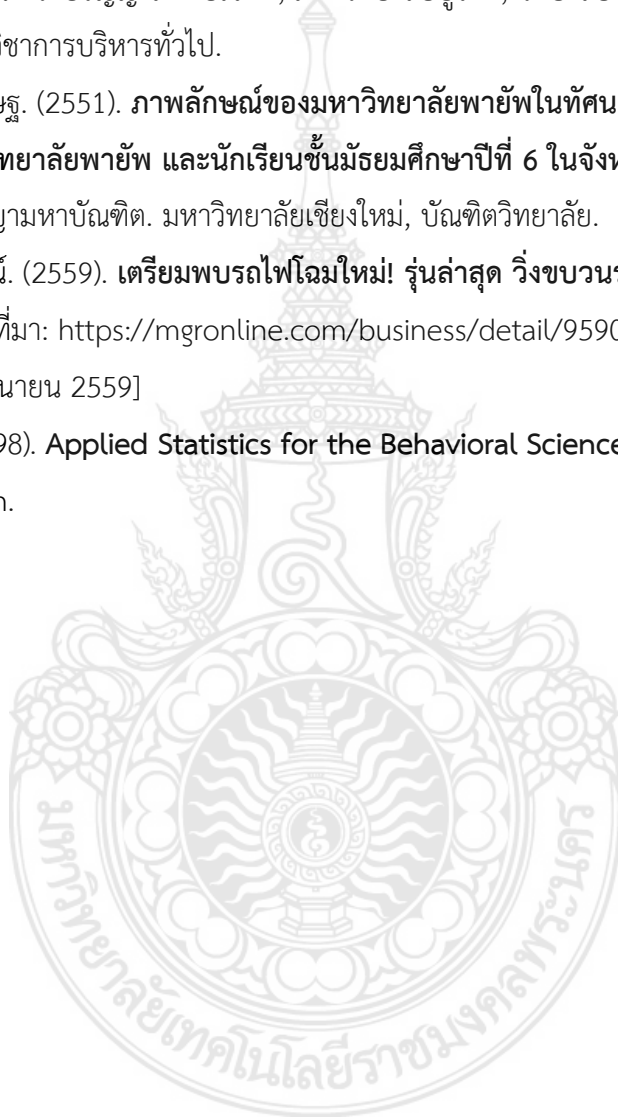 วิชาการบริหารทั่วไป.
ษฐ. (2551). ภาพลักษณ์ของมหาวิทยาลัยพายัพในทัศน
ทยาลัยพายัพ และนักเรียนชั้นมัธยมศึกษาปีที่ 6 ในจังห
ญามหาบัณฑิต. มหาวิทยาลัยเชียงใหม่, บัณฑิตวิทยาลัย.
น์. (2559). เตรียมพบรถไฟโฉมใหม่! รุ่นล่าสุด วิ่งขบวนร
ที่มา: https://mgronline.com/business/detail/9590
นายน 2559]
98). Applied Statistics for the Behavioral Science
n.
มหาวิทยาลัยเทคโนโลยีราชมงคลพระนคร